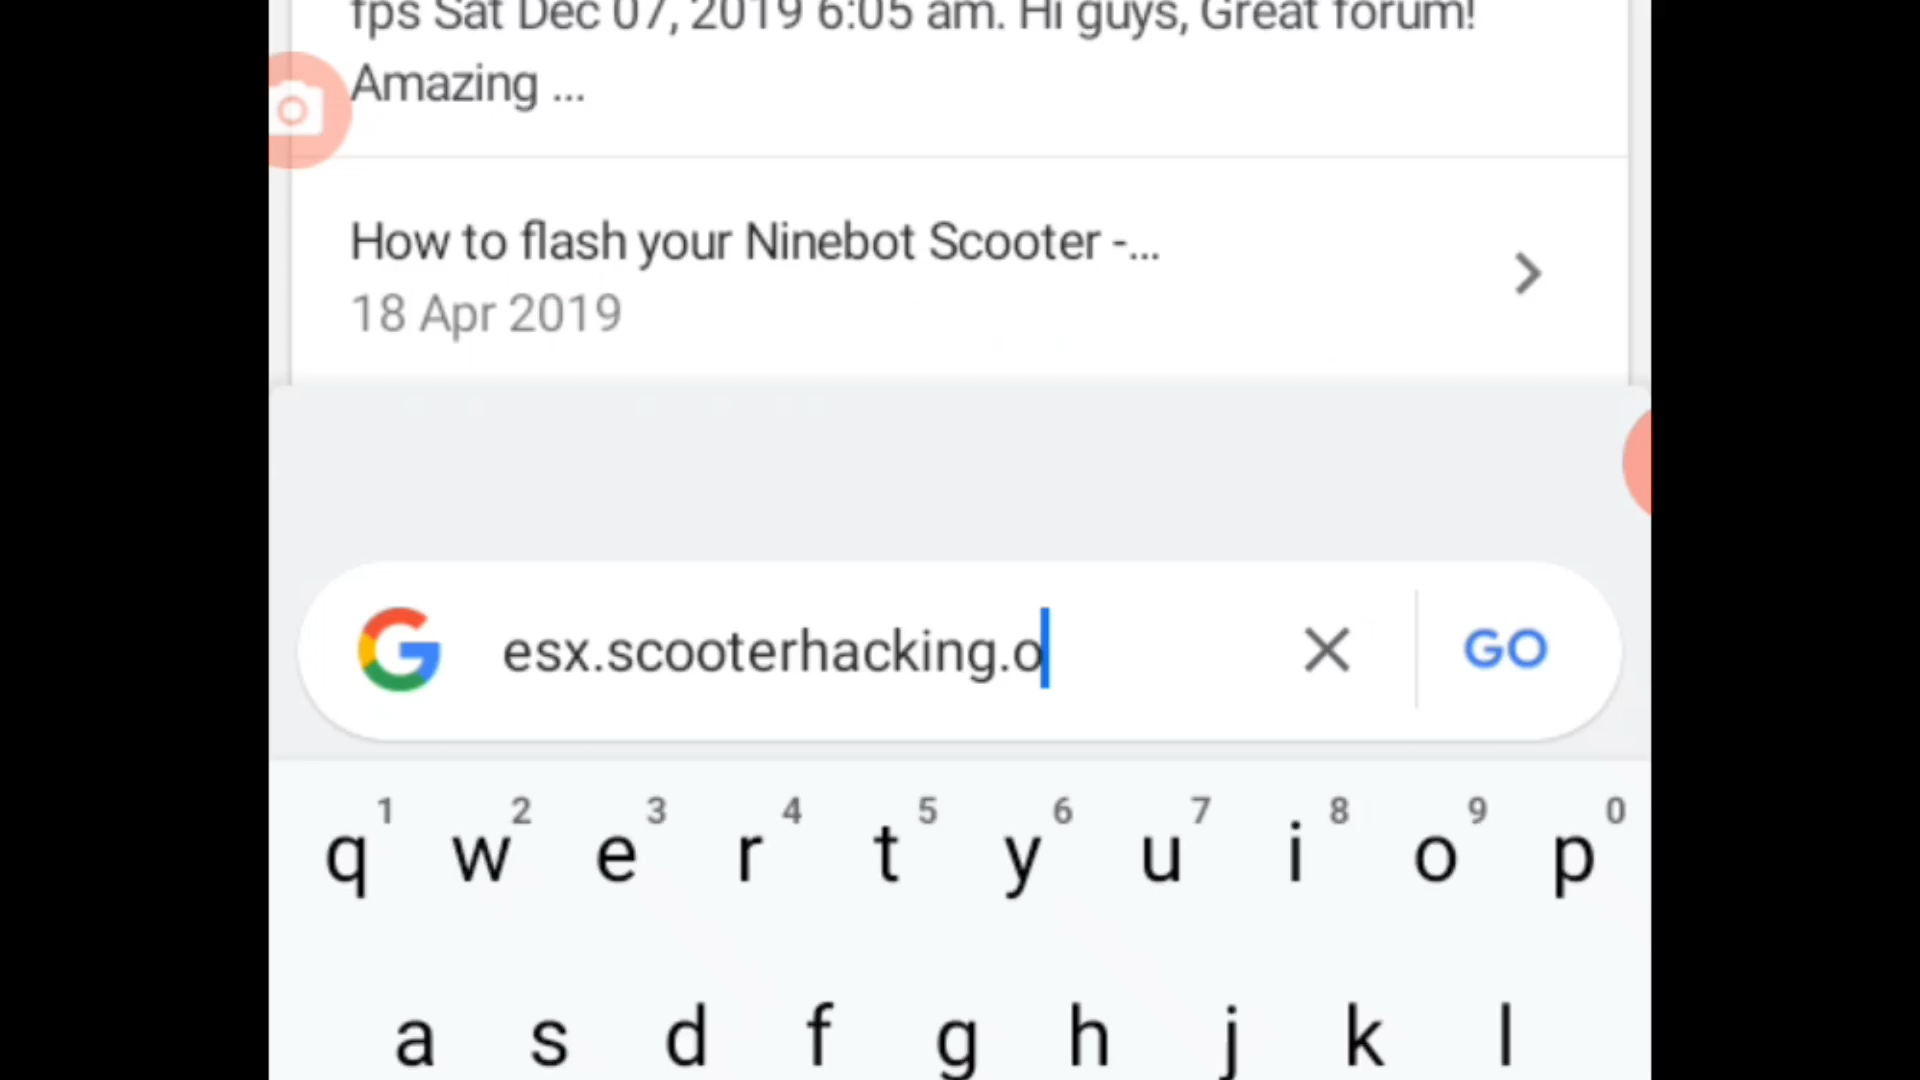 fps Sat Dec 07, 2019 6:05 am. Hi guys, Great forum!
Amazing ...
How to flash your Ninebot Scooter -...
18 Apr 2019
esx.scooterhacking.o
GO
1 2 3 4 5 6 7 8 9 0
q w e r t y u i o p
a s d f g h j k l